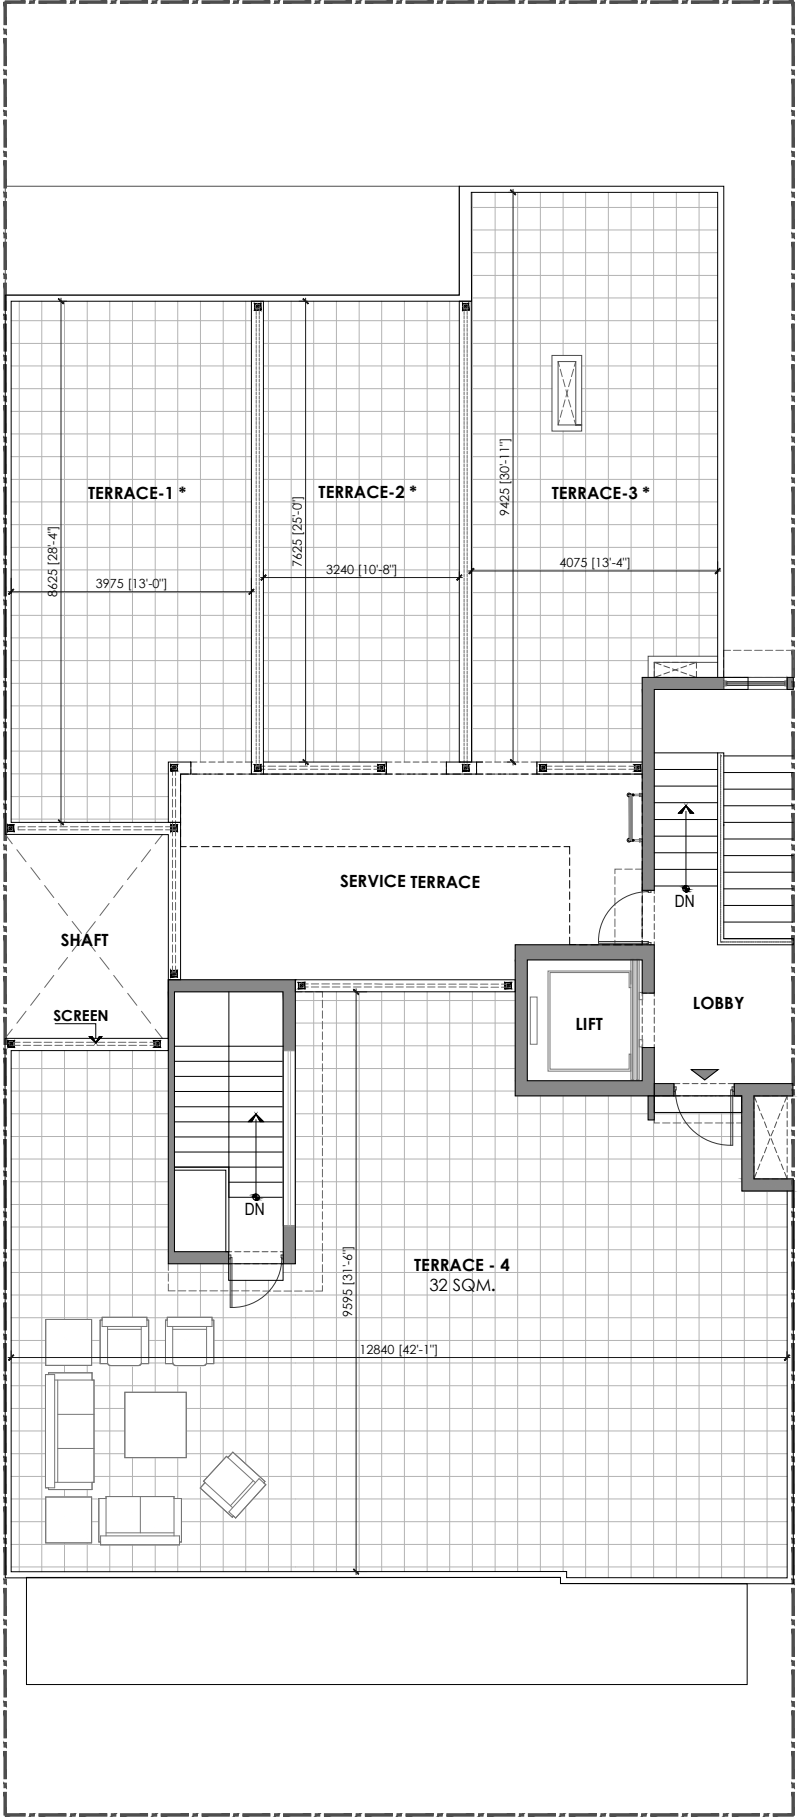 9425 [30'-11"]
TERRACE-1 *
TERRACE-2 *
TERRACE-3 *
8625 [28'-4"]
7625 [25'-0"]
3975 [13'-0"]
3240 [10'-8"]
4075 [13'-4"]
SERVICE TERRACE
DN
SHAFT
SCREEN
LIFT
LOBBY
DN
TERRACE - 4
32 SQM.
9595 [31'-6"]
12840 [42'-1"]